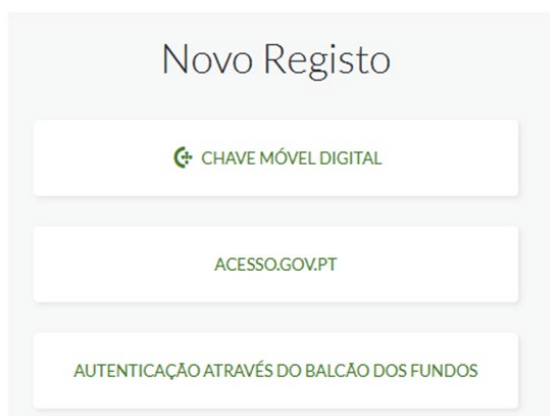 Novo Registo
CHAVE MÓVEL DIGITAL
ACESSO.GOV.PT
AUTENTICAÇÃO ATRAVÉS DO BALCÃO DOS FUNDOS